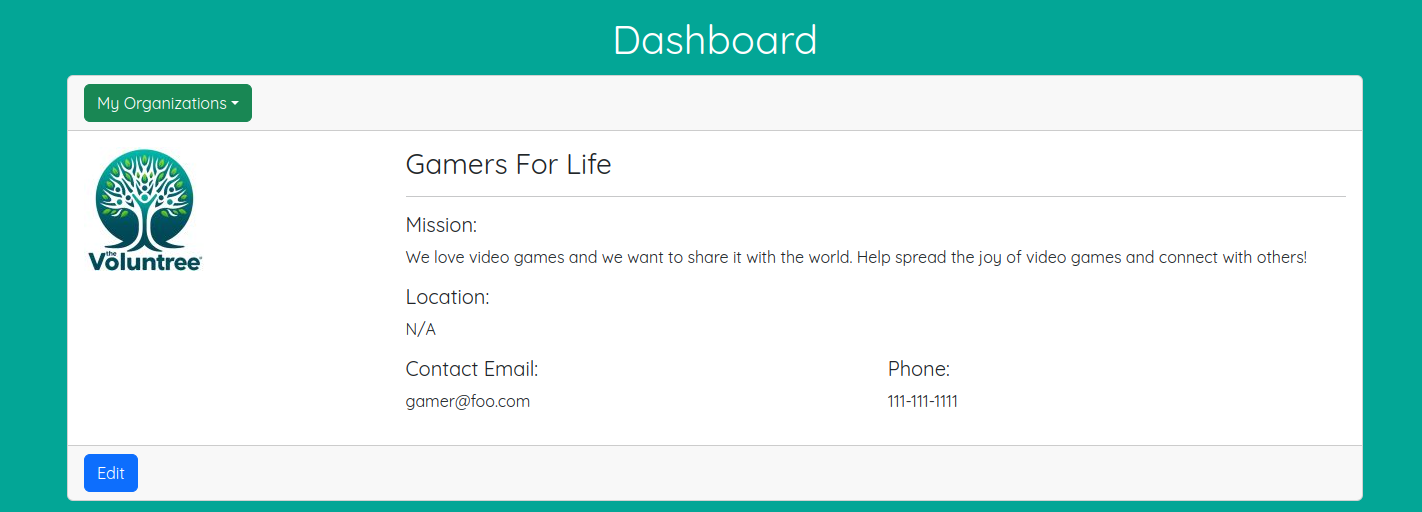 Dashboard
My Organizations
the
Voluntree
Gamers For Life
Mission:
We love video games and we want to share it with the world. Help spread the joy of video games and connect with others!
Location:
N/A
Contact Email:
gamer@foo.com
Phone:
111-111-1111
Edit